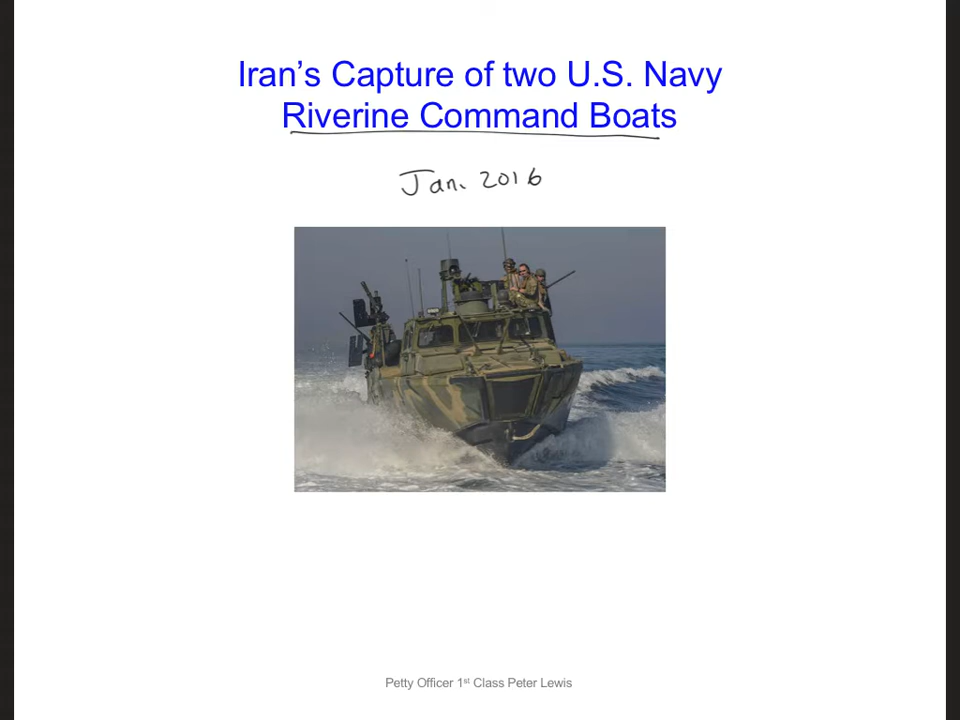 Iran’s Capture of two U.S. Navy
Riverine Command Boats
Jan. 2016
Petty Officer 1st Class Peter Lewis